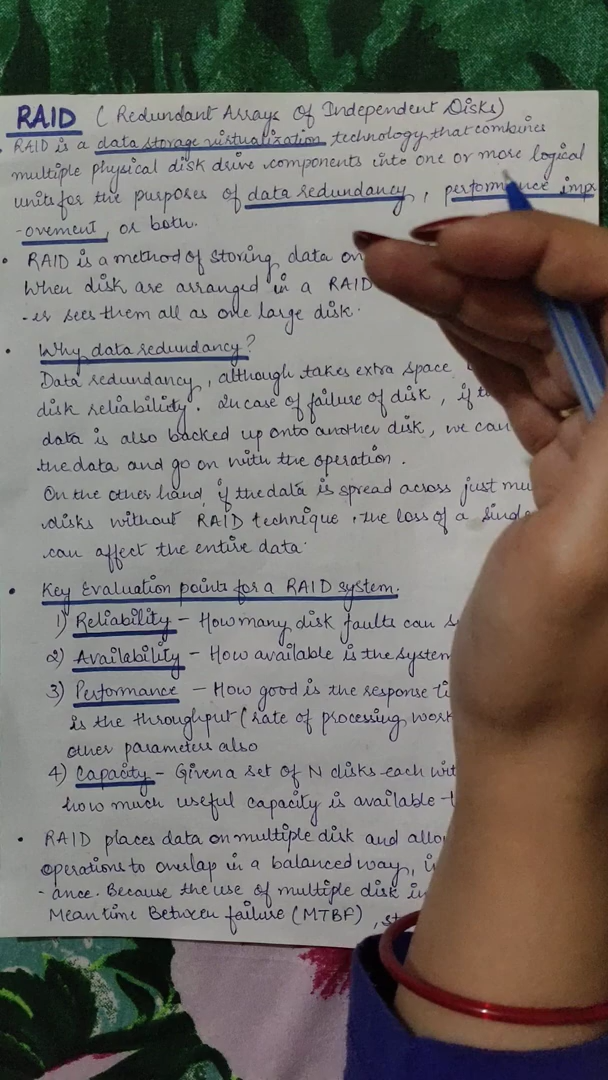 RAID ( Redundant Arrays Of Independent Disks)
RAID is a data storage virtualization technology that combines
multiple physical disk drive components into one or more logical
units for the purposes of data redundancy, performance imp
-ovement, or both.
• RAID is a method of storing data on
When disk are arranged in a RAID
-er sees them all as one large disk.
• Why data redundancy?
Data redundancy, although takes extra space
disk reliability. In case of failure of disk, if
data is also backed up onto another disk, we can
the data and go on with the operation.
On the other hand, if the data is spread across just mu
disks without RAID technique, the loss of a
can affect the entire data.
• Key Evaluation points for a RAID system.
1) Reliability - How many disk faults can
2) Availability - How available is the system
3) Performance - How good is the response
is the throughput (rate of processing work
other parameters also
4) Capacity - Given a set of N disks each
how much useful capacity is available
• RAID places data on multiple disk and
operations to overlap in a balanced way,
-ance. Because the use of multiple disk in
Mean time Between failure (MTBF),